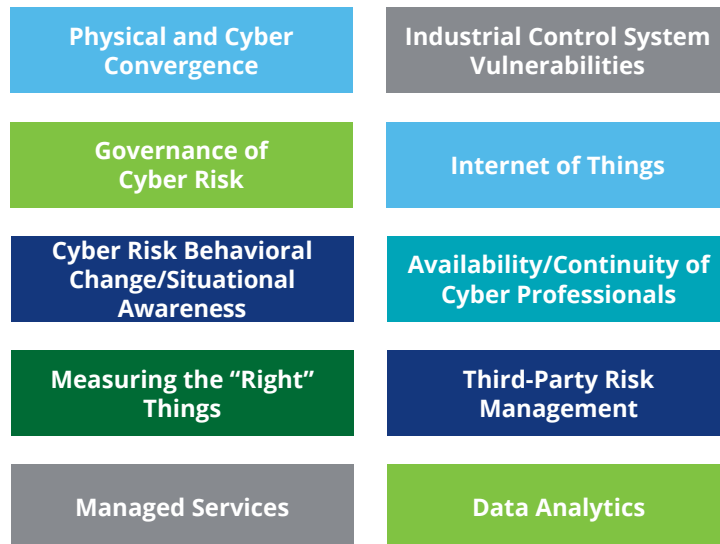 Physical and Cyber
Convergence
Industrial Control System
Vulnerabilities
Governance of
Cyber Risk
Internet of Things
Cyber Risk Behavioral
Change/Situational
Awareness
Availability/Continuity of
Cyber Professionals
Measuring the “Right”
Things
Third-Party Risk
Management
Managed Services
Data Analytics